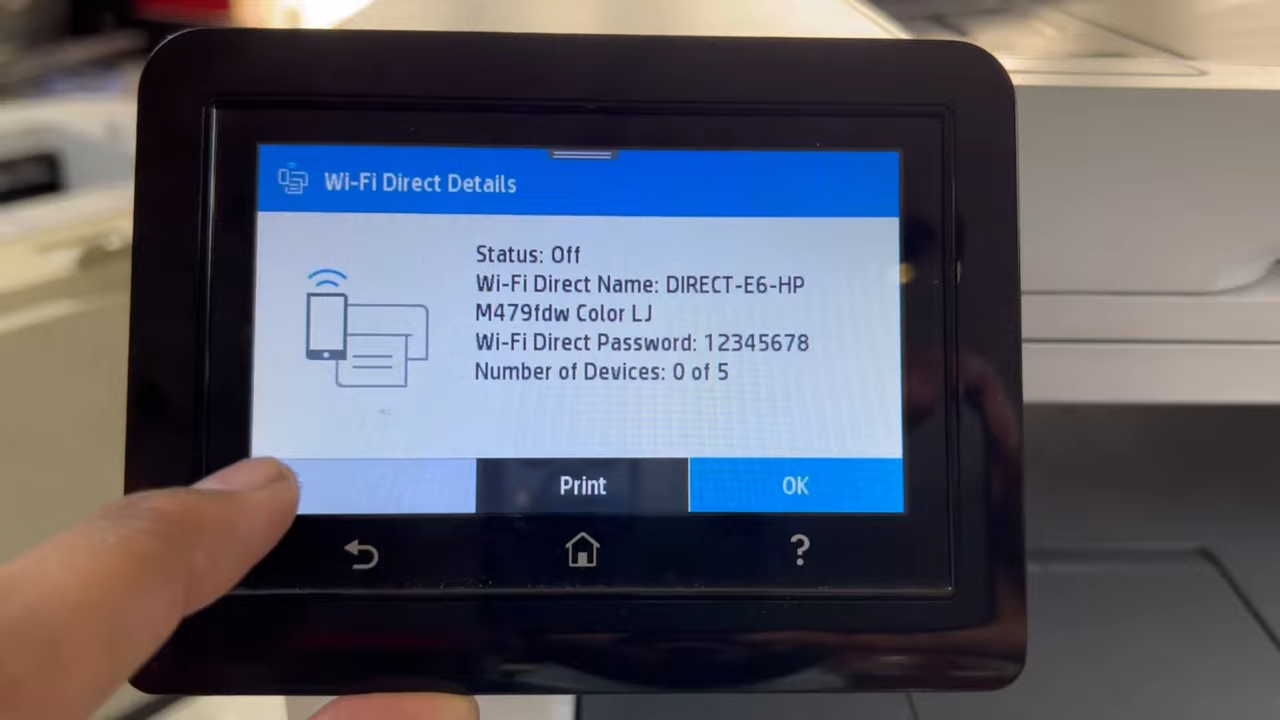 Wi-Fi Direct Details
Status: Off
Wi-Fi Direct Name: DIRECT-E6-HP
M479fdw Color LJ
Wi-Fi Direct Password: 12345678
Number of Devices: 0 of 5
Print
OK
?